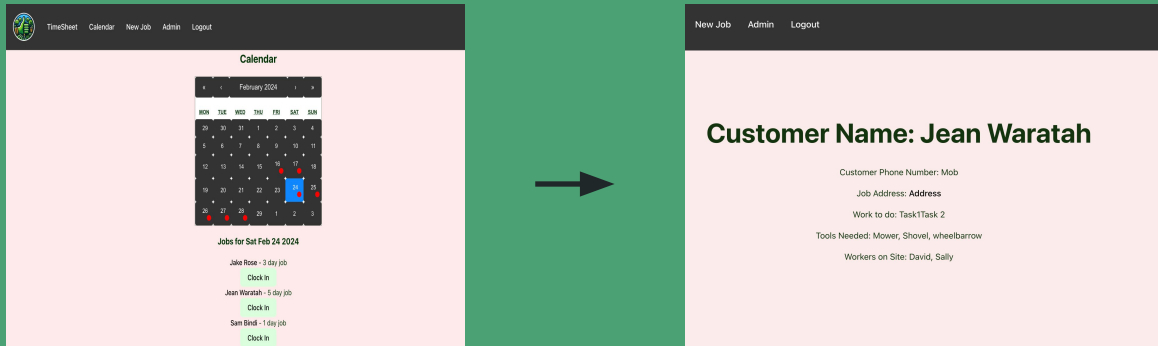 TimeSheet Calendar New Job Admin Logout
Calendar
« ‹ February 2024 › »
MON TUE WED THU FRI SAT SUN
29 30 31 1 2 3 4
5 6 7 8 9 10 11
12 13 14 15 16 17 18
19 20 21 22 23 24 25
26 27 28 29 1 2 3
Jobs for Sat Feb 24 2024
Jake Rose - 3 day job
Clock In
Jean Waratah - 5 day job
Clock In
Sam Bindi - 1 day job
Clock In
New Job Admin Logout
Customer Name: Jean Waratah
Customer Phone Number: Mob
Job Address: Address
Work to do: Task1Task 2
Tools Needed: Mower, Shovel, wheelbarrow
Workers on Site: David, Sally